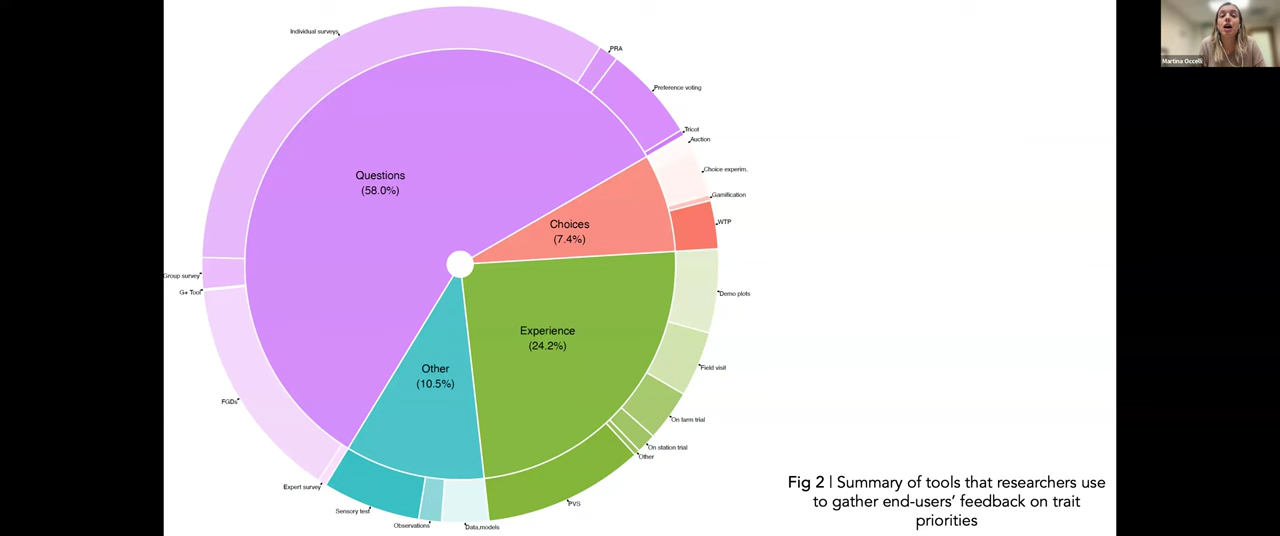 Individual surveys
PRA
Preference voting
Tricot
Auction
Choice experim.
Gamification
WTP
Demo plots
Field visit
On farm trial
On station trial
Other
PVS
Data,models
Observations
Sensory test
Expert survey
FGDs
G+ Tool
Group survey
Questions
(58.0%)
Choices
(7.4%)
Experience
(24.2%)
Other
(10.5%)
Fig 2 | Summary of tools that researchers use
to gather end-users’ feedback on trait
priorities
Martina Occelli